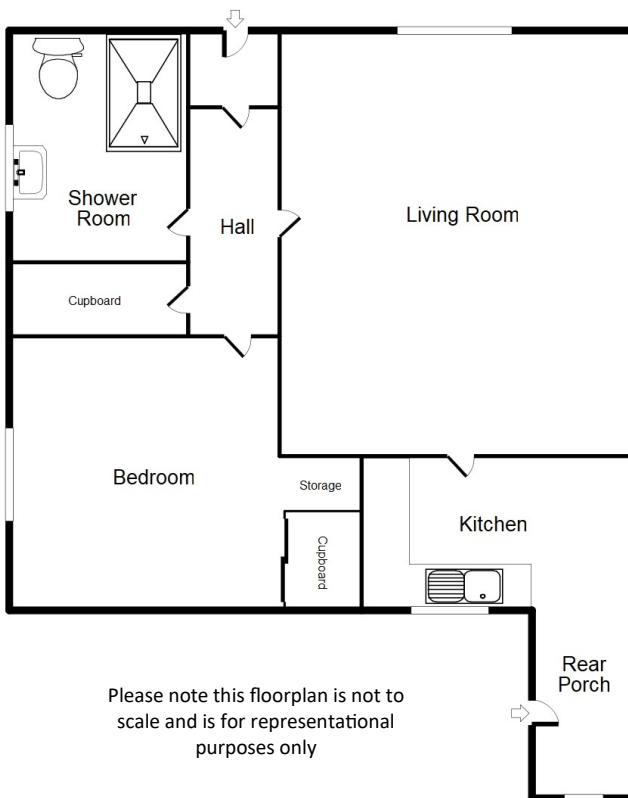 Shower
Room
Hall
Living Room
Cupboard
Bedroom
Storage
Cupboard
Kitchen
Rear
Porch
Please note this floorplan is not to
scale and is for representational
purposes only